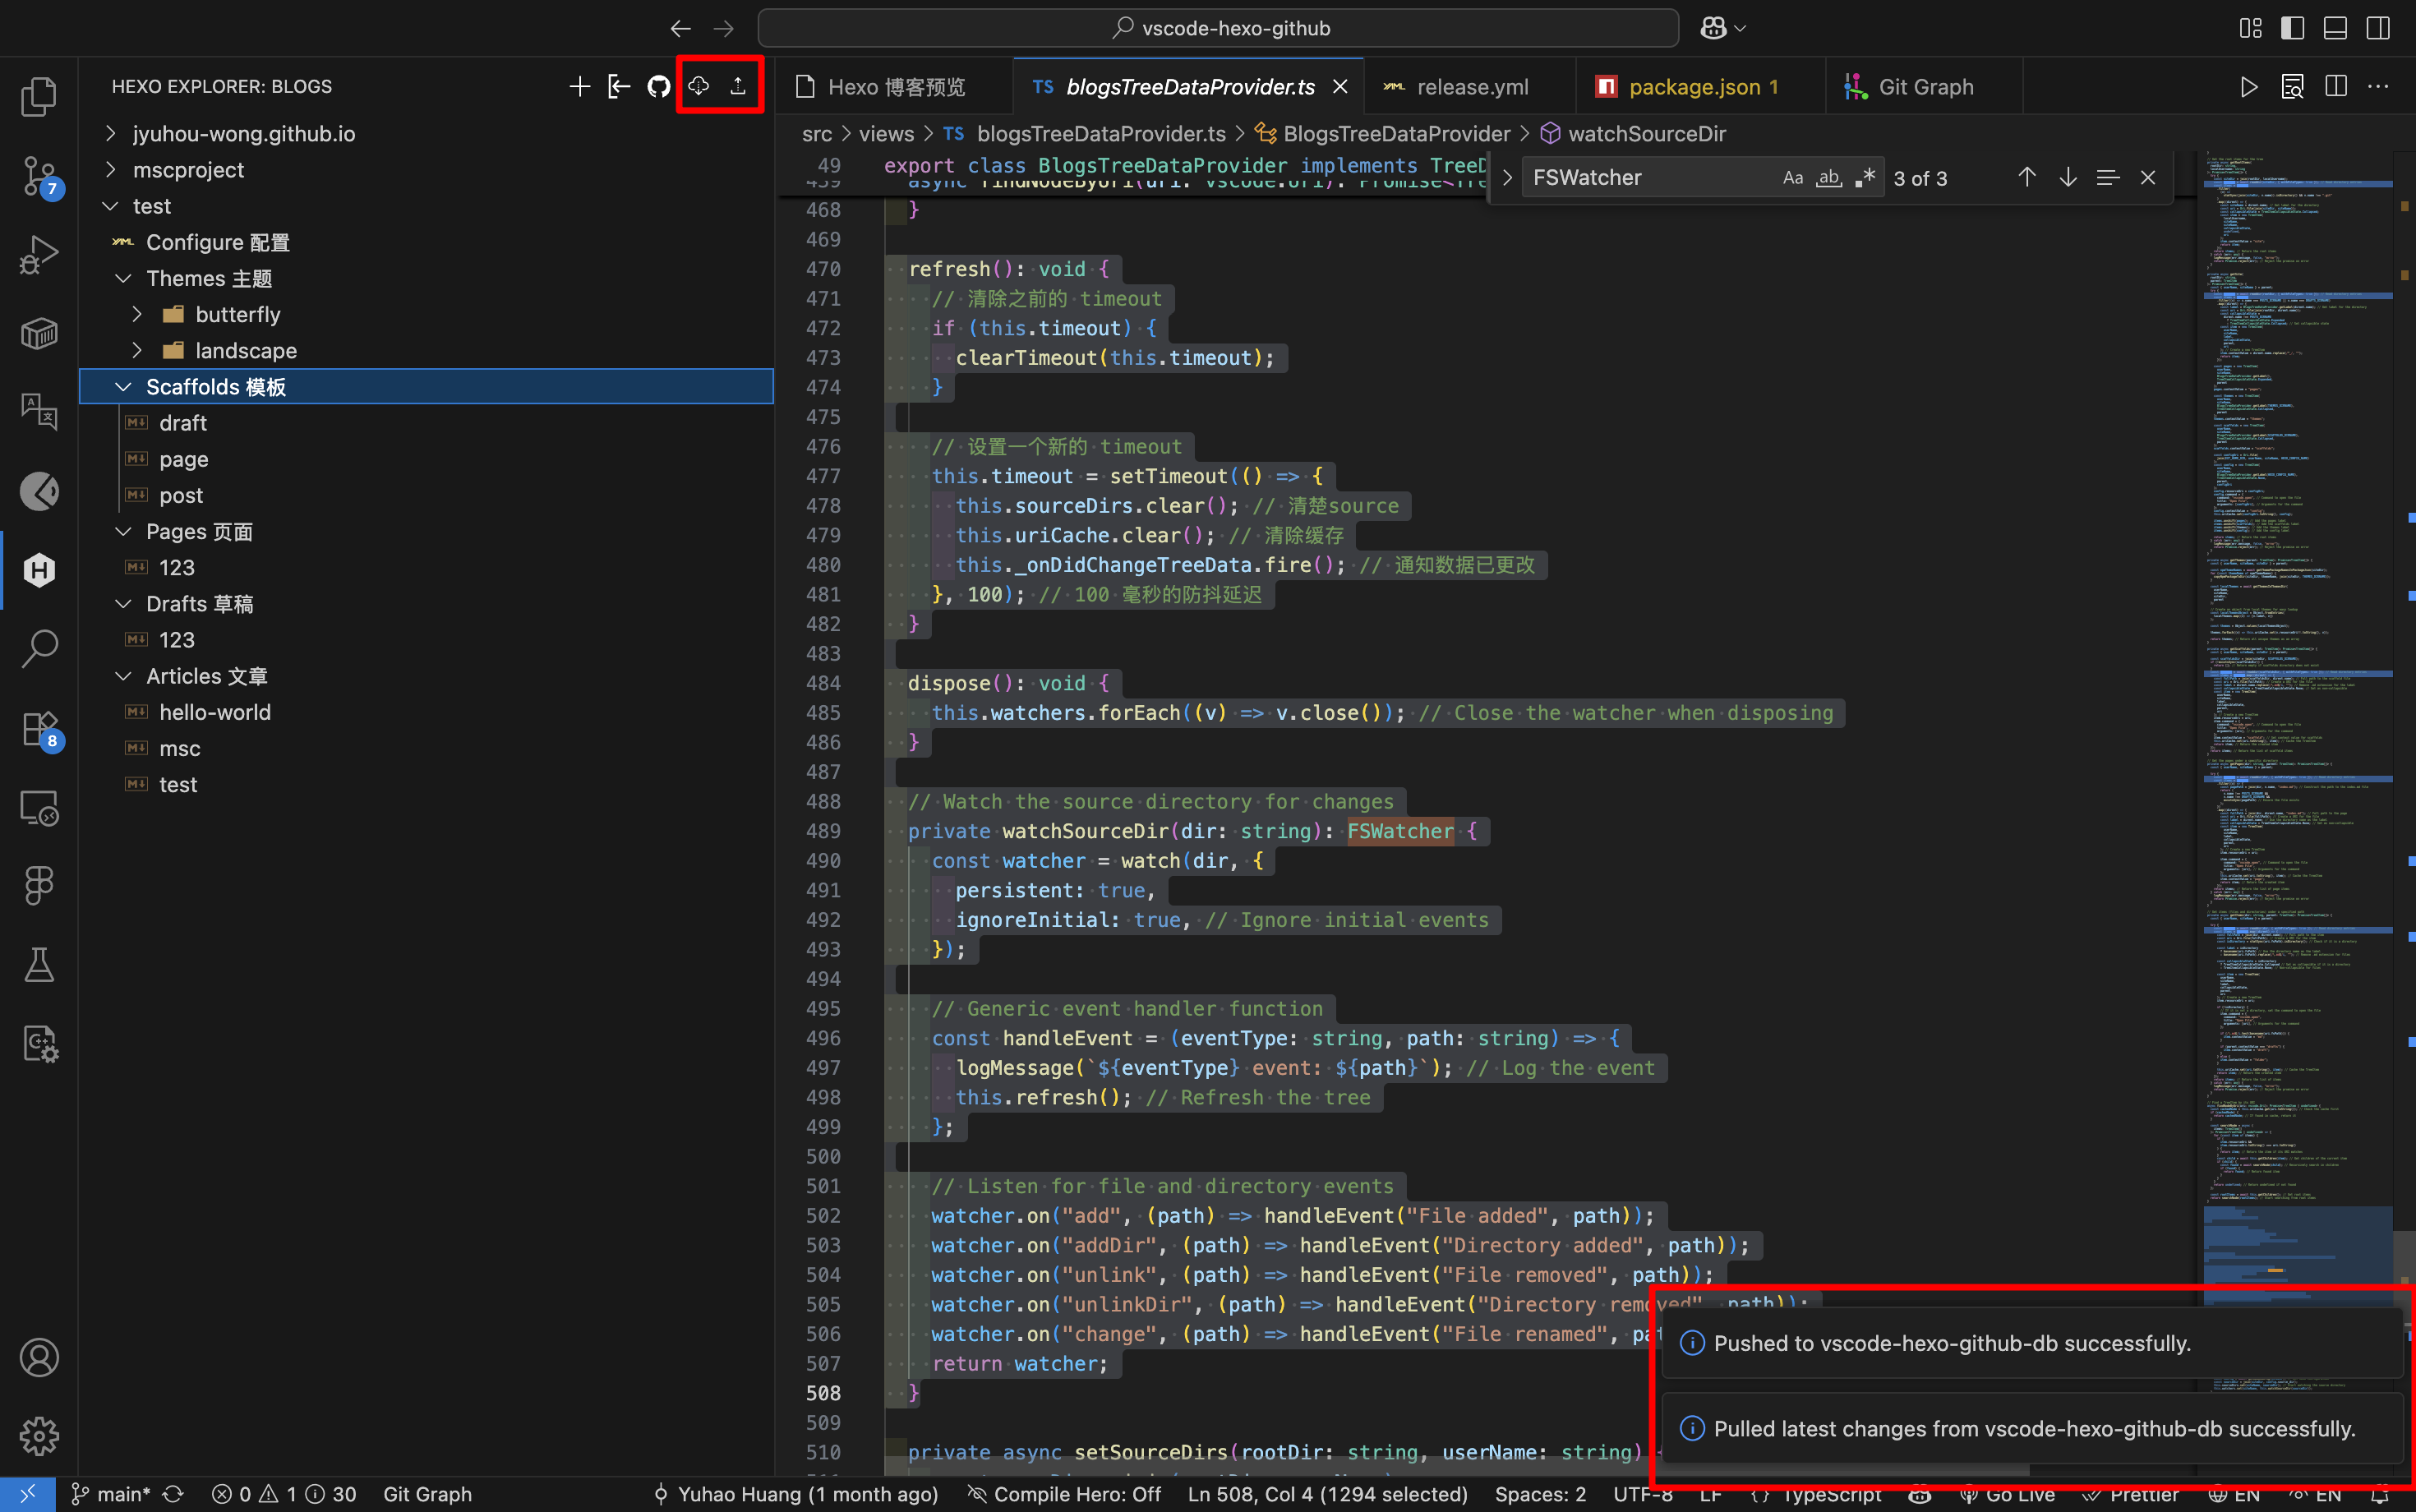 vscode-hexo-github
HEXO EXPLORER: BLOGS
jyuhou-wong.github.io
mscproject
test
Configure 配置
Themes 主题
butterfly
landscape
Scaffolds 模板
draft
page
post
Pages 页面
123
Drafts 草稿
123
Articles 文章
hello-world
msc
test
7
8
Hexo 博客预览
TS blogsTreeDataProvider.ts
release.yml
package.json 1
Git Graph
src > views > TS blogsTreeDataProvider.ts > BlogsTreeDataProvider > watchSourceDir
FSWatcher
Aa ab .* 3 of 3
49 export class BlogsTreeDataProvider implements TreeD
468 }
469
470 refresh(): void {
471 // 清除之前的 timeout
472 if (this.timeout) {
473 clearTimeout(this.timeout);
474 }
475
476 // 设置一个新的 timeout
477 this.timeout = setTimeout(() => {
478 this.sourceDirs.clear(); // 清楚source
479 this.uriCache.clear(); // 清除缓存
480 this._onDidChangeTreeData.fire(); // 通知数据已更改
481 }, 100); // 100 毫秒的防抖延迟
482 }
483
484 dispose(): void {
485 this.watchers.forEach((v) => v.close()); // Close the watcher when disposing
486 }
487
488 // Watch the source directory for changes
489 private watchSourceDir(dir: string): FSWatcher {
490 const watcher = watch(dir, {
491 persistent: true,
492 ignoreInitial: true, // Ignore initial events
493 });
494
495 // Generic event handler function
496 const handleEvent = (eventType: string, path: string) => {
497 logMessage(`${eventType} event: ${path}`); // Log the event
498 this.refresh(); // Refresh the tree
499 };
500
501 // Listen for file and directory events
502 watcher.on("add", (path) => handleEvent("File added", path));
503 watcher.on("addDir", (path) => handleEvent("Directory added", path));
504 watcher.on("unlink", (path) => handleEvent("File removed", path));
505 watcher.on("unlinkDir", (path) => handleEvent("Directory removed", path));
506 watcher.on("change", (path) => handleEvent("File renamed", pa
507 return watcher;
508 }
509
510 private async setSourceDirs(rootDir: string, userName: string) {
Pushed to vscode-hexo-github-db successfully.
Pulled latest changes from vscode-hexo-github-db successfully.
main* 0 1 30 Git Graph Yuhao Huang (1 month ago) Compile Hero: Off Ln 508, Col 4 (1294 selected) Spaces: 2 UTF-8 LF {} TypeScript Go Live Prettier EN EN